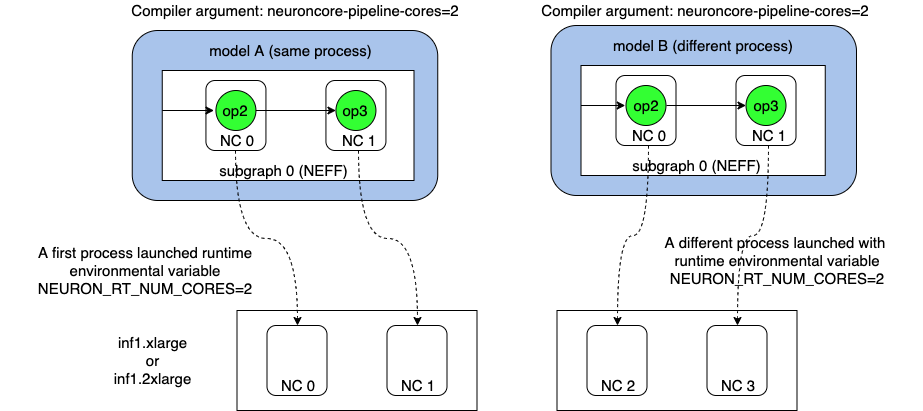 Compiler argument: neuroncore-pipeline-cores=2
model A (same process)
op2
op3
NC 0
NC 1
subgraph 0 (NEFF)
A first process launched runtime
environmental variable
NEURON_RT_NUM_CORES=2
inf1.xlarge
or
inf1.2xlarge
NC 0
NC 1
Compiler argument: neuroncore-pipeline-cores=2
model B (different process)
op2
op3
NC 0
NC 1
subgraph 0 (NEFF)
A different process launched with
runtime environmental variable
NEURON_RT_NUM_CORES=2
NC 2
NC 3